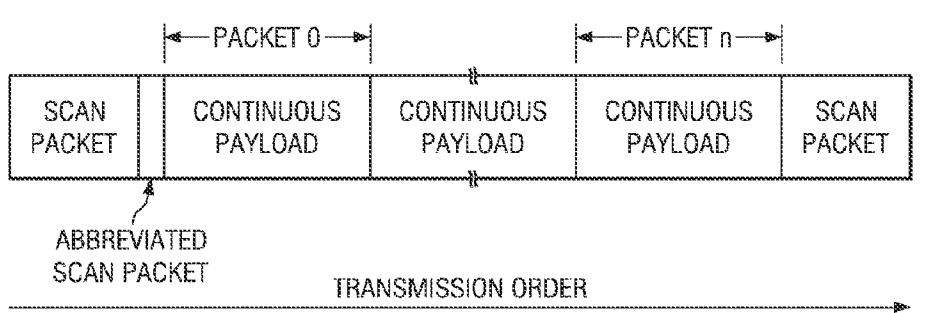 PACKET 0
PACKET n
SCAN
PACKET
CONTINUOUS
PAYLOAD
CONTINUOUS
PAYLOAD
CONTINUOUS
PAYLOAD
SCAN
PACKET
ABBREVIATED
SCAN PACKET
TRANSMISSION ORDER